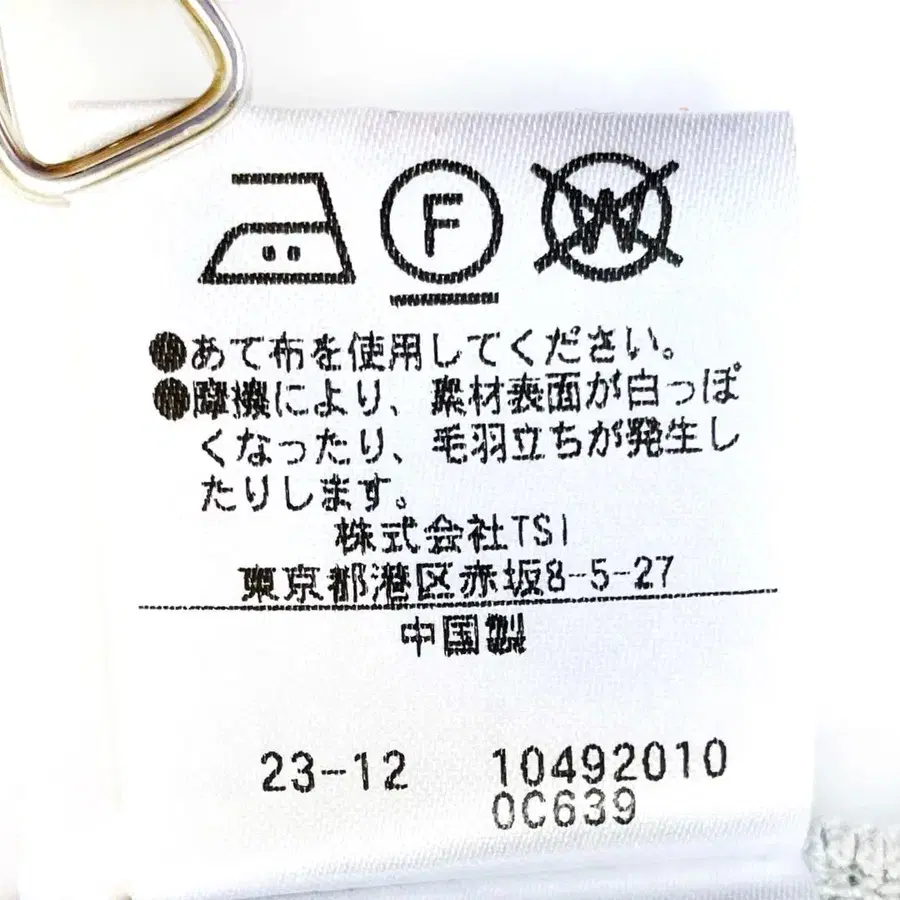 F W
●あて布を使用してください。
●摩擦により、素材表面が白っぽ
くなったり、毛羽立ちが発生し
たりします。
株式会社TSI
東京都港区赤坂8-5-27
中国製
23-12 10492010
0C639